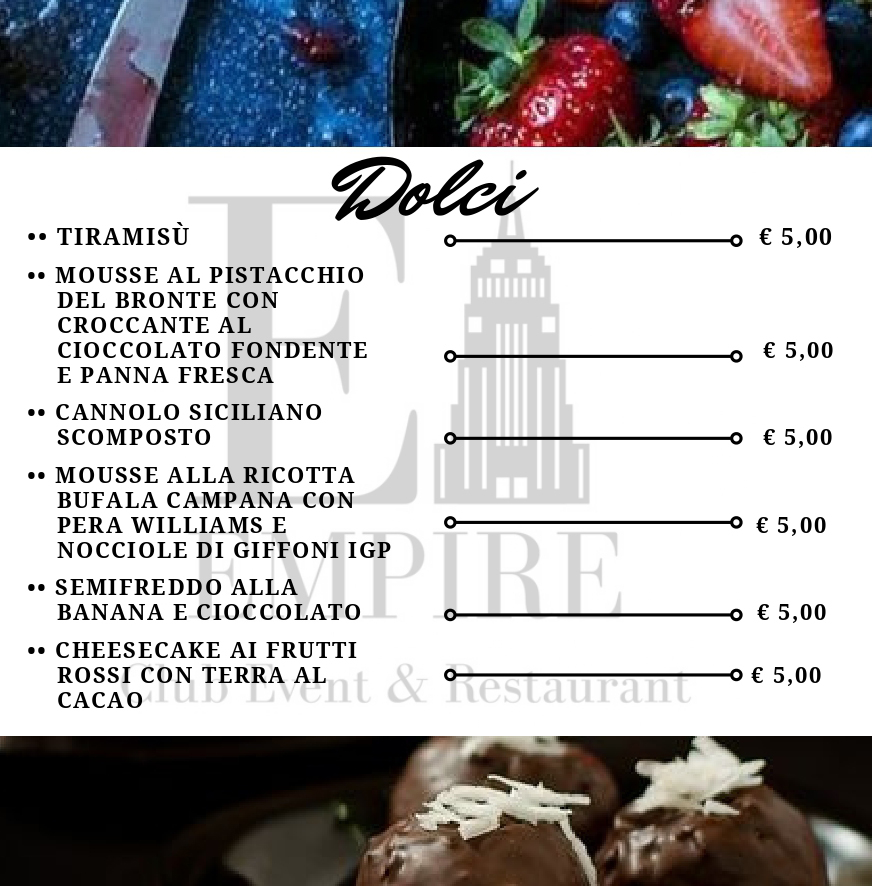 Dolci
•• TIRAMISÙ € 5,00
•• MOUSSE AL PISTACCHIO
DEL BRONTE CON
CROCCANTE AL
CIOCCOLATO FONDENTE € 5,00
E PANNA FRESCA
•• CANNOLO SICILIANO
SCOMPOSTO € 5,00
•• MOUSSE ALLA RICOTTA
BUFALA CAMPANA CON
PERA WILLIAMS E € 5,00
NOCCIOLE DI GIFFONI IGP
•• SEMIFREDDO ALLA
BANANA E CIOCCOLATO € 5,00
•• CHEESECAKE AI FRUTTI
ROSSI CON TERRA AL € 5,00
CACAO
E
EMPIRE
Club Event & Restaurant